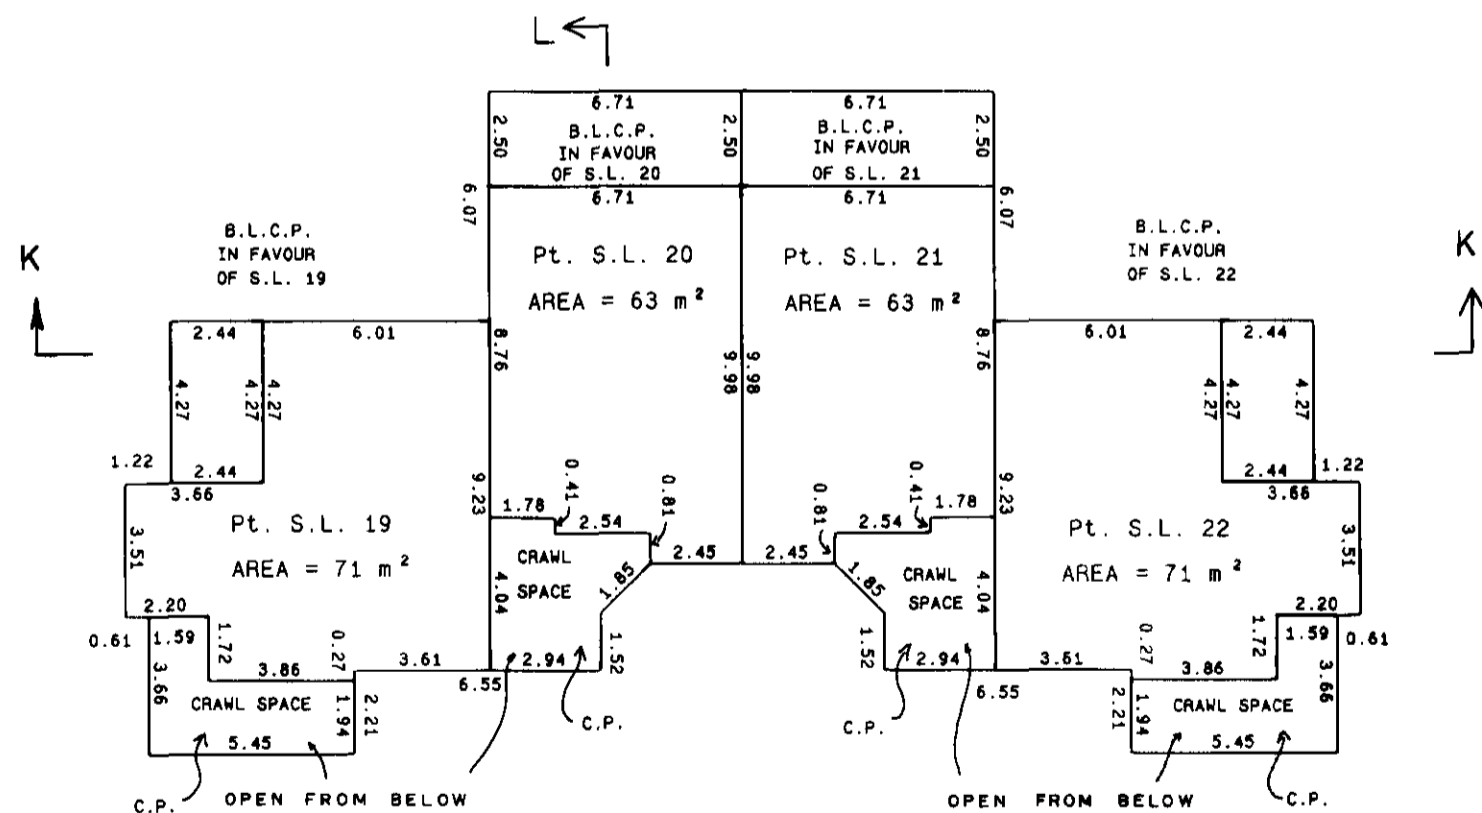 L
6.71
6.71
2.50
B.L.C.P.
IN FAVOUR
OF S.L. 20
2.50
B.L.C.P.
IN FAVOUR
OF S.L. 21
2.50
6.71
6.71
6.07
6.07
B.L.C.P.
IN FAVOUR
OF S.L. 19
B.L.C.P.
IN FAVOUR
OF S.L. 22
K
K
Pt. S.L. 20
AREA = 63 m²
Pt. S.L. 21
AREA = 63 m²
2.44
6.01
8.76
9.98
9.98
8.76
6.01
2.44
4.27
4.27
4.27
4.27
4.27
4.27
1.22
2.44
3.66
2.44
1.22
3.66
9.23
1.78
0.41
2.54
0.81
0.81
2.54
0.41
1.78
9.23
Pt. S.L. 19
AREA = 71 m²
Pt. S.L. 22
AREA = 71 m²
3.51
3.51
CRAWL
SPACE
4.04
1.85
2.45
2.45
1.85
CRAWL
SPACE
4.04
2.20
0.61
1.59
1.72
3.86
0.27
3.61
2.94
1.52
6.55
1.52
2.94
3.61
6.55
0.27
3.86
1.72
2.20
1.59
0.61
3.66
CRAWL SPACE
1.94
2.21
5.45
C.P.
C.P.
2.21
1.94
CRAWL SPACE
3.66
5.45
C.P.
OPEN FROM BELOW
OPEN FROM BELOW
C.P.